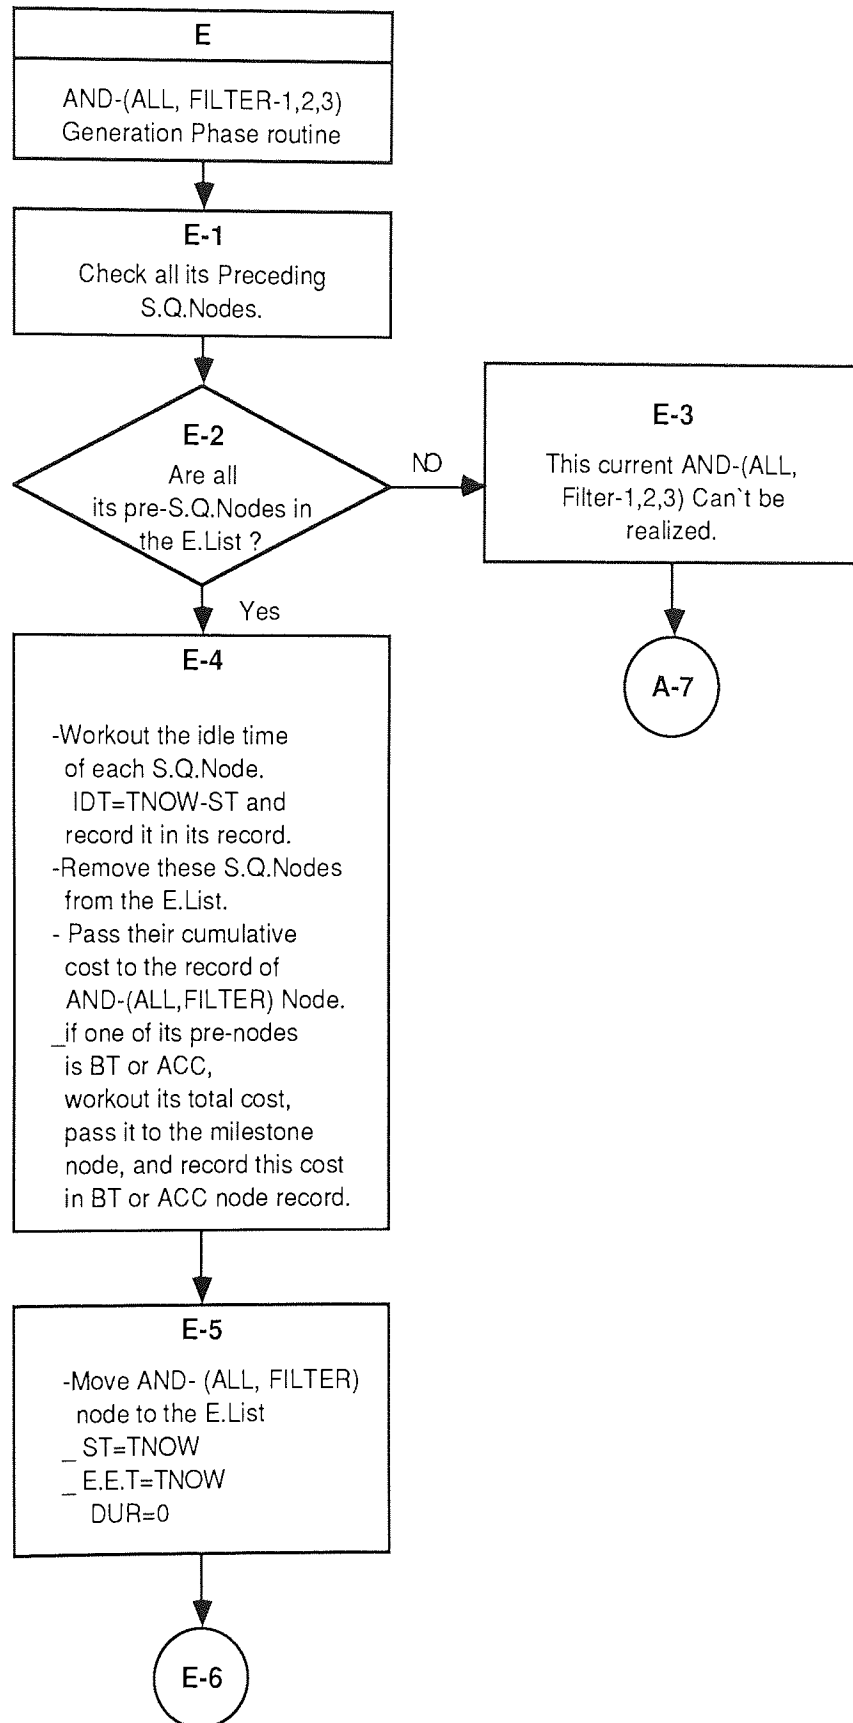 E
AND-(ALL, FILTER-1,2,3)
Generation Phase routine
E-1
Check all its Preceding
S.Q.Nodes.
E-2
Are all
its pre-S.Q.Nodes in
the E.List ?
NO
E-3
This current AND-(ALL,
Filter-1,2,3) Can`t be
realized.
A-7
Yes
E-4
-Workout the idle time
of each S.Q.Node.
IDT=TNOW-ST and
record it in its record.
-Remove these S.Q.Nodes
from the E.List.
- Pass their cumulative
cost to the record of
AND-(ALL,FILTER) Node.
_if one of its pre-nodes
is BT or ACC,
workout its total cost,
pass it to the milestone
node, and record this cost
in BT or ACC node record.
E-5
-Move AND- (ALL, FILTER)
node to the E.List
_ ST=TNOW
_ E.E.T=TNOW
DUR=0
E-6